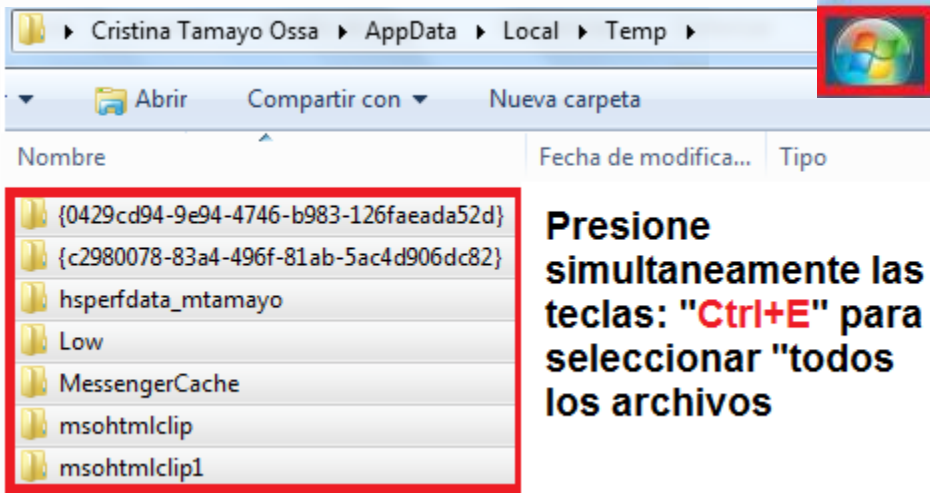 Cristina Tamayo Ossa ▸ AppData ▸ Local ▸ Temp ▸
Abrir Compartir con Nueva carpeta
Nombre Fecha de modifica... Tipo
{0429cd94-9e94-4746-b983-126faeada52d}
{c2980078-83a4-496f-81ab-5ac4d906dc82}
hsperfdata_mtamayo
Low
MessengerCache
msohtmlclip
msohtmlclip1
Presione
simultaneamente las
teclas: "Ctrl+E" para
seleccionar "todos
los archivos